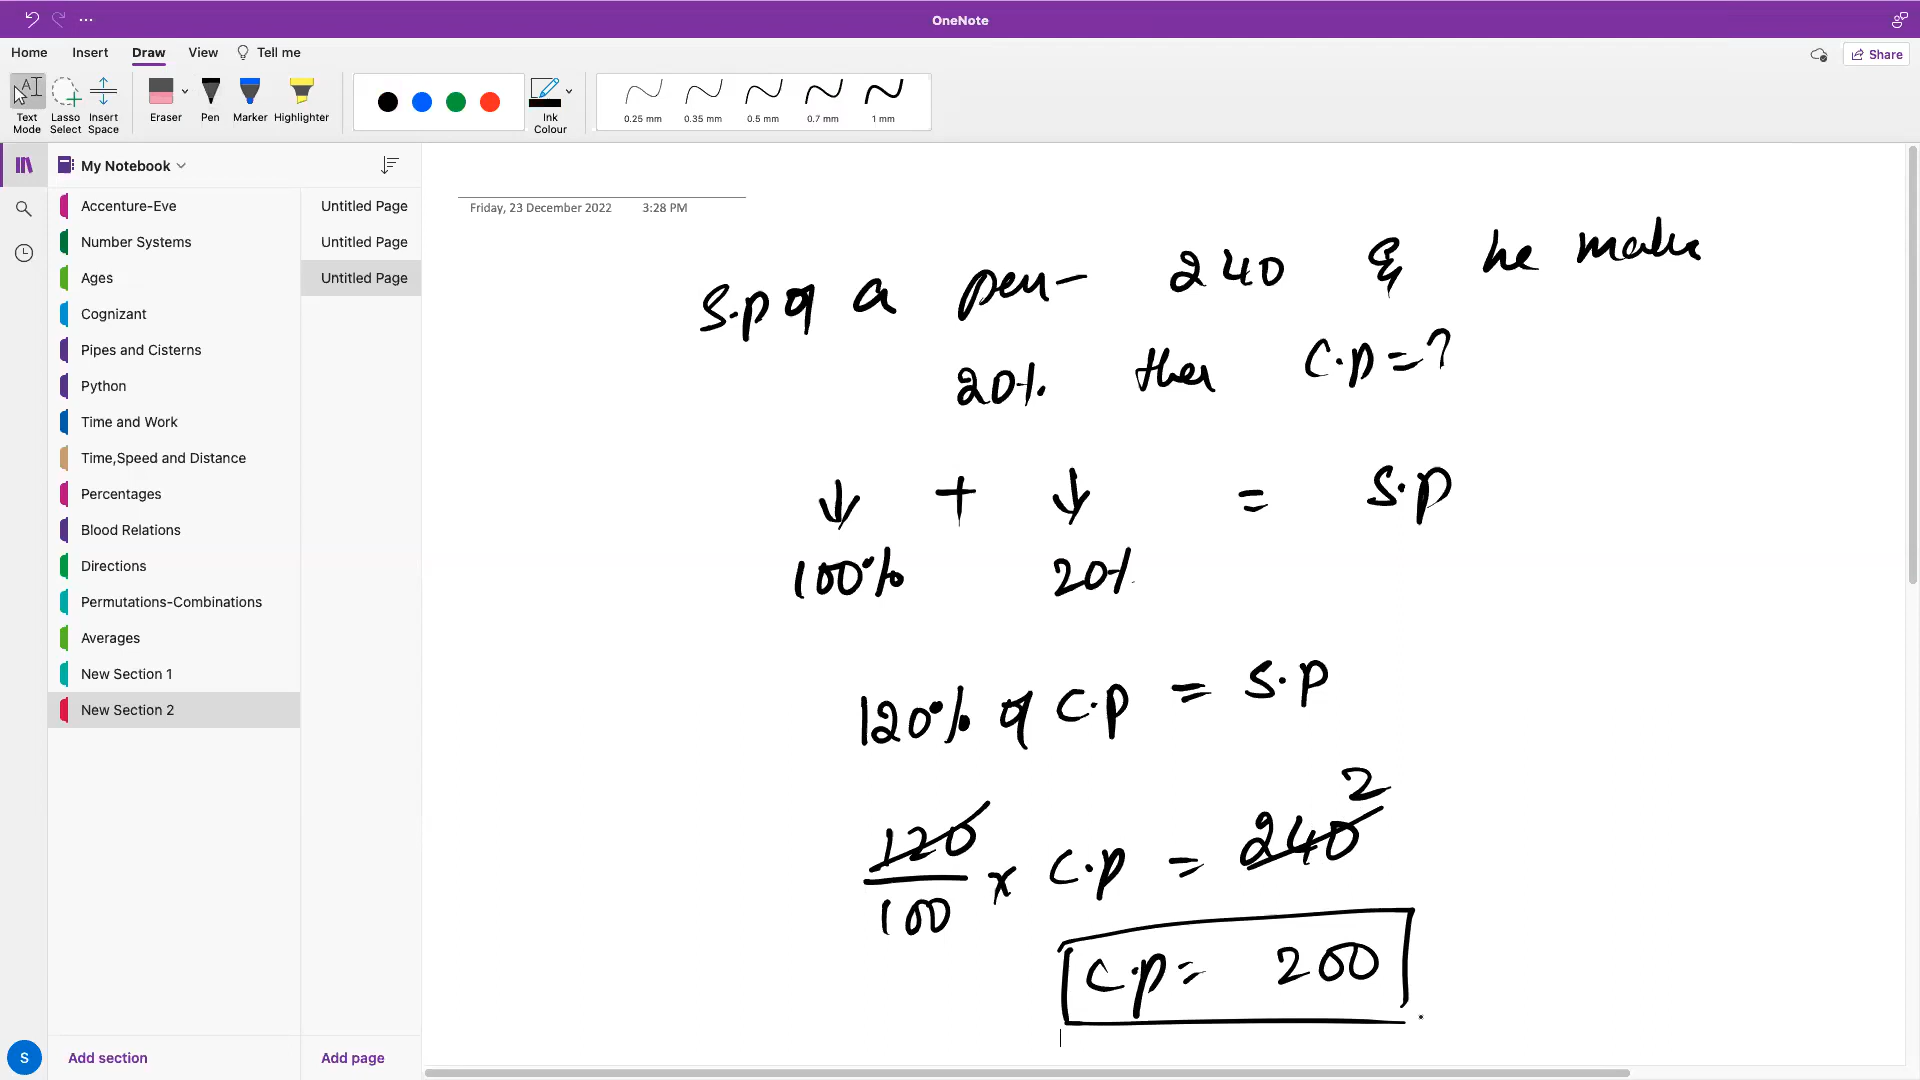 OneNote
Home Insert Draw View Tell me
Share
Text Mode
Lasso Select
Insert Space
Eraser
Pen
Marker
Highlighter
Ink Colour
0.25 mm
0.35 mm
0.5 mm
0.7 mm
1 mm
My Notebook
Accenture-Eve
Number Systems
Ages
Cognizant
Pipes and Cisterns
Python
Time and Work
Time,Speed and Distance
Percentages
Blood Relations
Directions
Permutations-Combinations
Averages
New Section 1
New Section 2
Untitled Page
Untitled Page
Untitled Page
S
Add section
Add page
Friday, 23 December 2022 3:28 PM
S.p of a pen - 240 & he makes
20% then C.p=?
↓ + ↓ = S.p
100% 20%
120% of C.p = S.p
120/100 x C.p = 240 2
C.p= 200